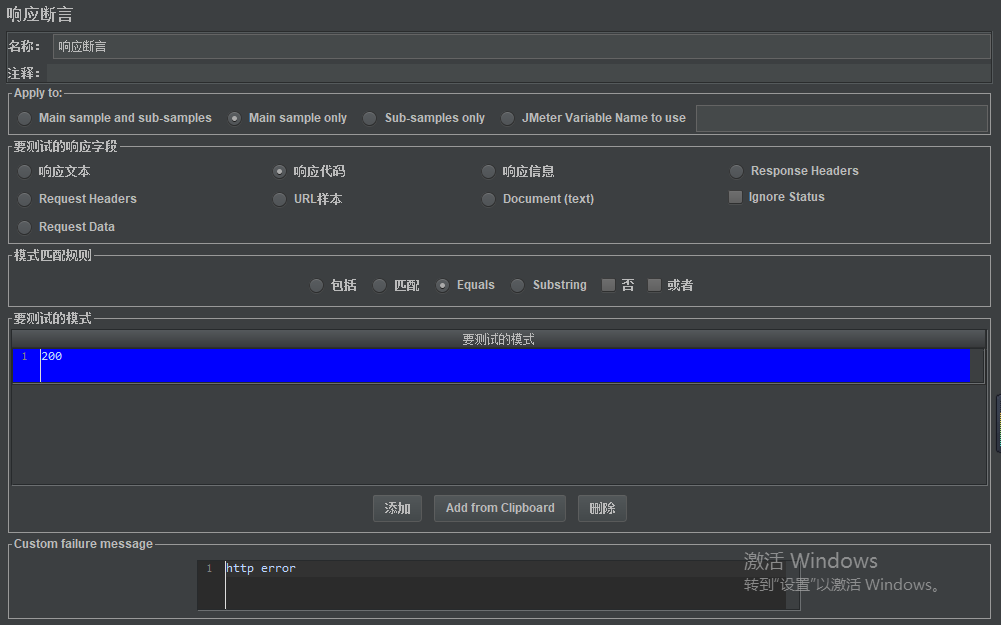 响应断言
名称： 响应断言
注释：
Apply to:
Main sample and sub-samples Main sample only Sub-samples only JMeter Variable Name to use
要测试的响应字段
响应文本 响应代码 响应信息 Response Headers
Request Headers URL样本 Document (text) Ignore Status
Request Data
模式匹配规则
包括 匹配 Equals Substring 否 或者
要测试的模式
要测试的模式
1 200
添加 Add from Clipboard 删除
Custom failure message
1 http error
激活 Windows
转到“设置”以激活 Windows。